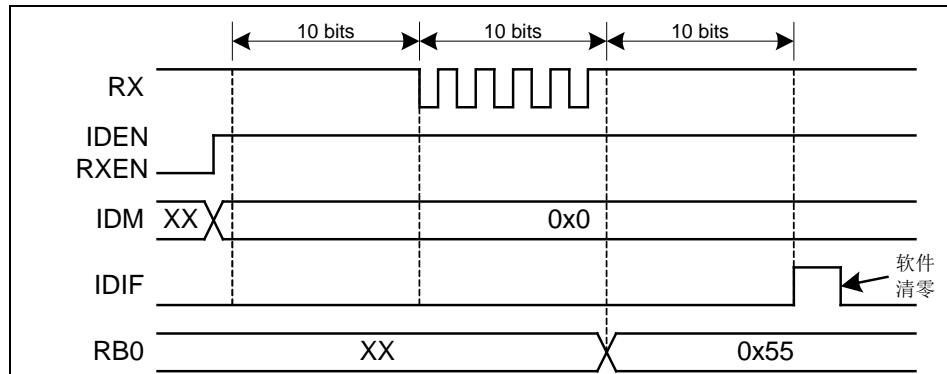 10 bits 10 bits 10 bits
RX
IDEN
RXEN
IDM XX 0x0
IDIF
软件
清零
RB0 XX 0x55